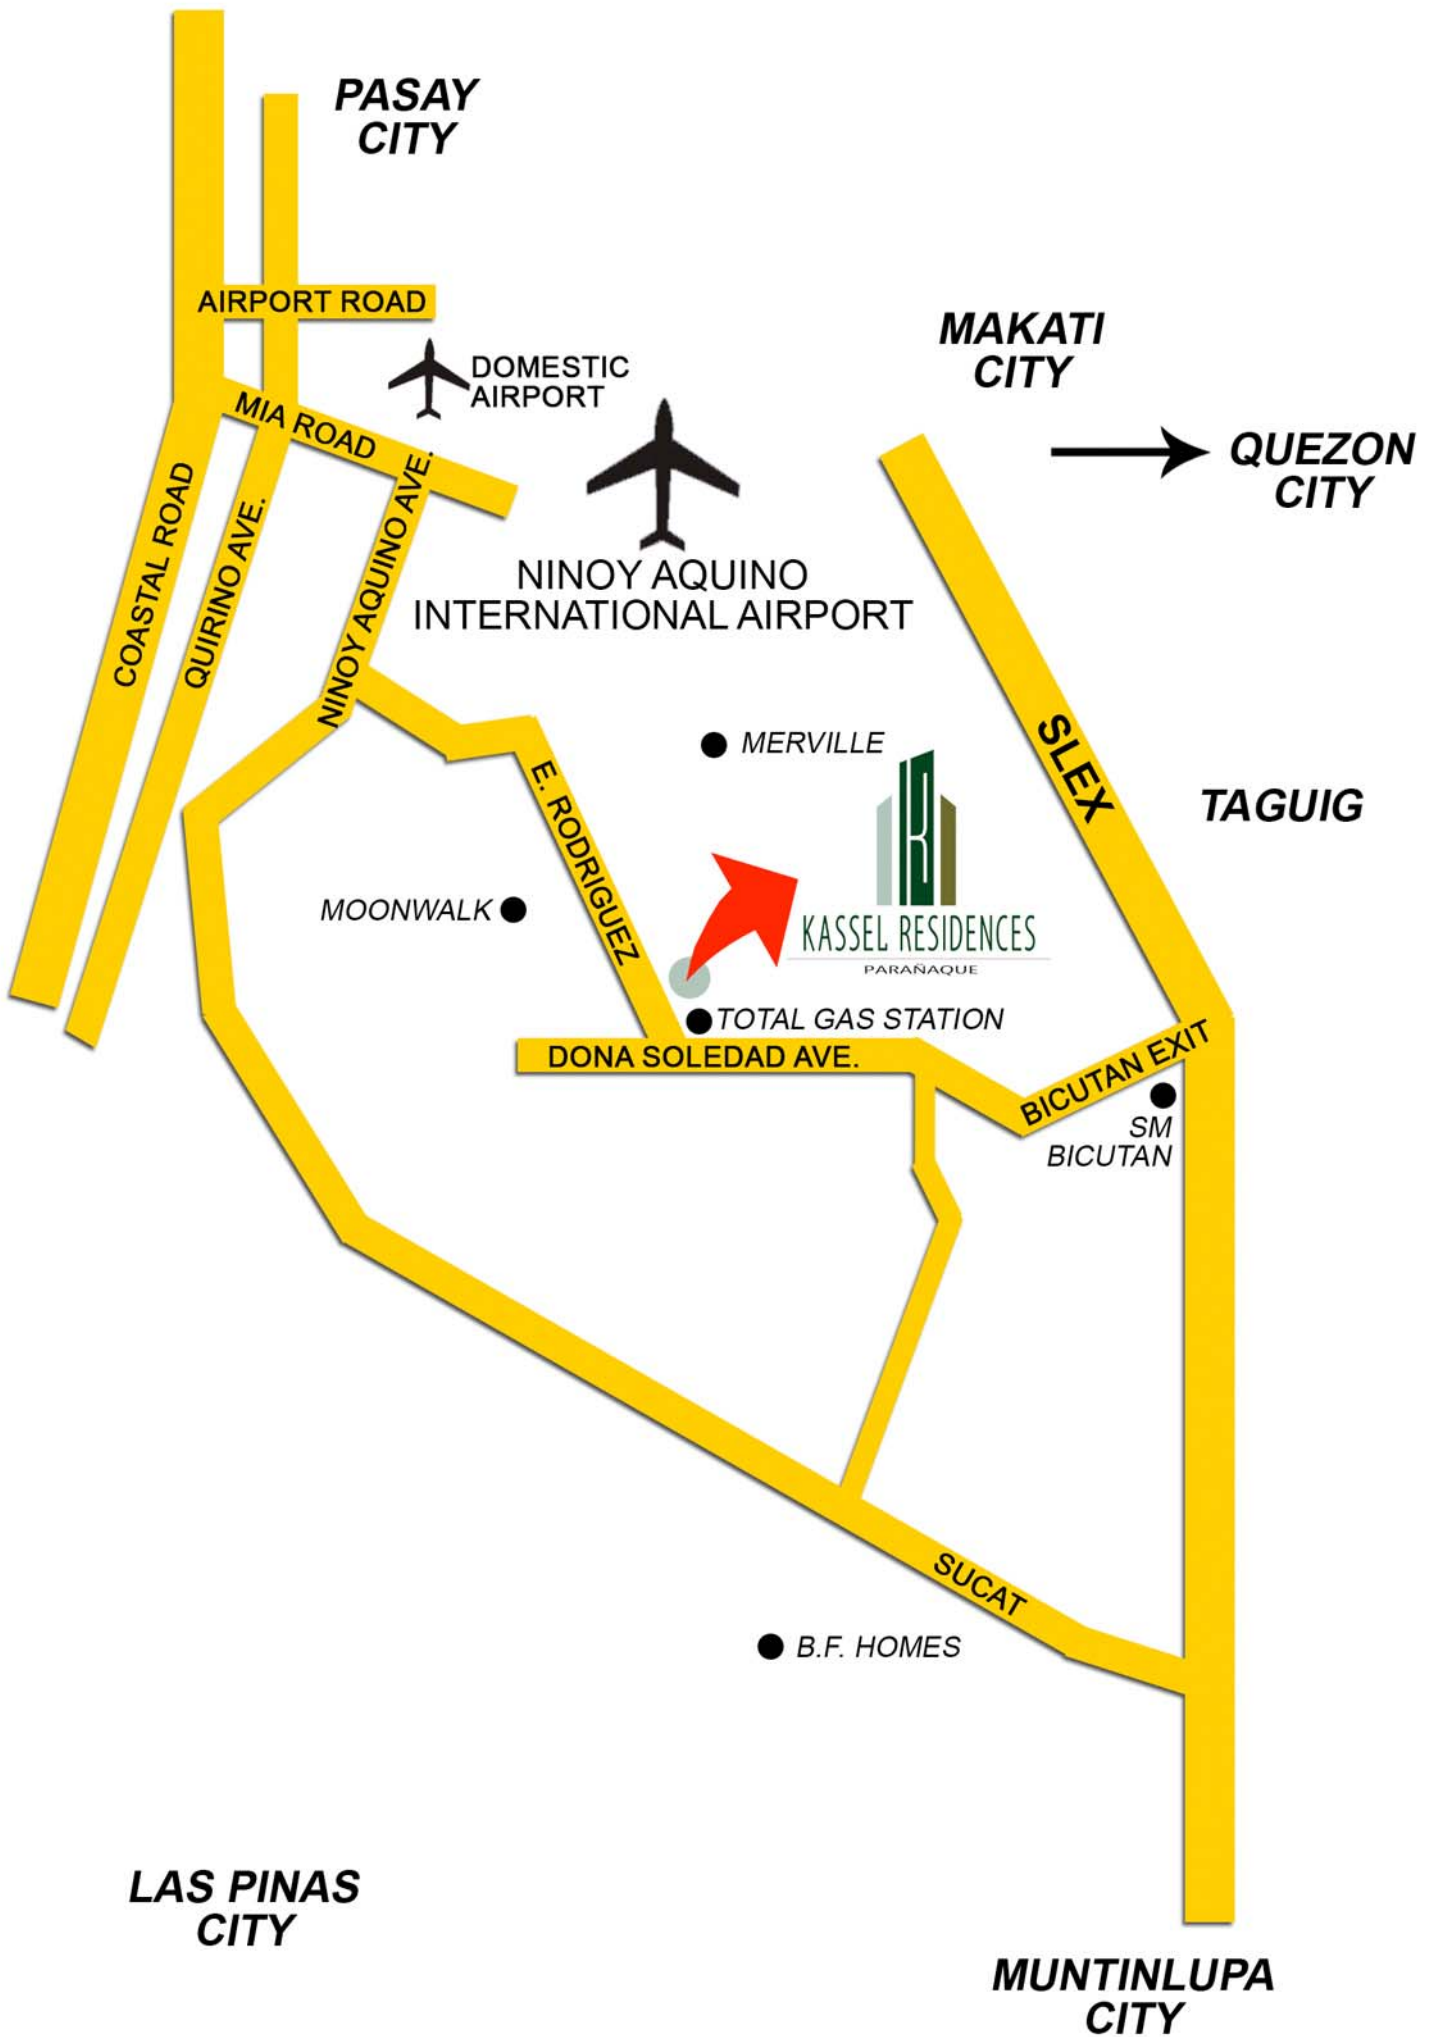 PASAY
CITY
AIRPORT ROAD
DOMESTIC
AIRPORT
MAKATI
CITY
MIA ROAD
QUEZON
CITY
COASTAL ROAD
QUIRINO AVE.
NINOY AQUINO AVE.
NINOY AQUINO
INTERNATIONAL AIRPORT
SLEX
MERVILLE
TAGUIG
E. RODRIGUEZ
MOONWALK
KASSEL RESIDENCES
PARAÑAQUE
TOTAL GAS STATION
DONA SOLEDAD AVE.
BICUTAN EXIT
SM
BICUTAN
SUCAT
B.F. HOMES
LAS PINAS
CITY
MUNTINLUPA
CITY